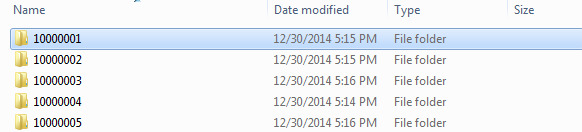 Name Date modified Type Size
10000001 12/30/2014 5:15 PM File folder
10000002 12/30/2014 5:15 PM File folder
10000003 12/30/2014 5:16 PM File folder
10000004 12/30/2014 5:14 PM File folder
10000005 12/30/2014 5:16 PM File folder